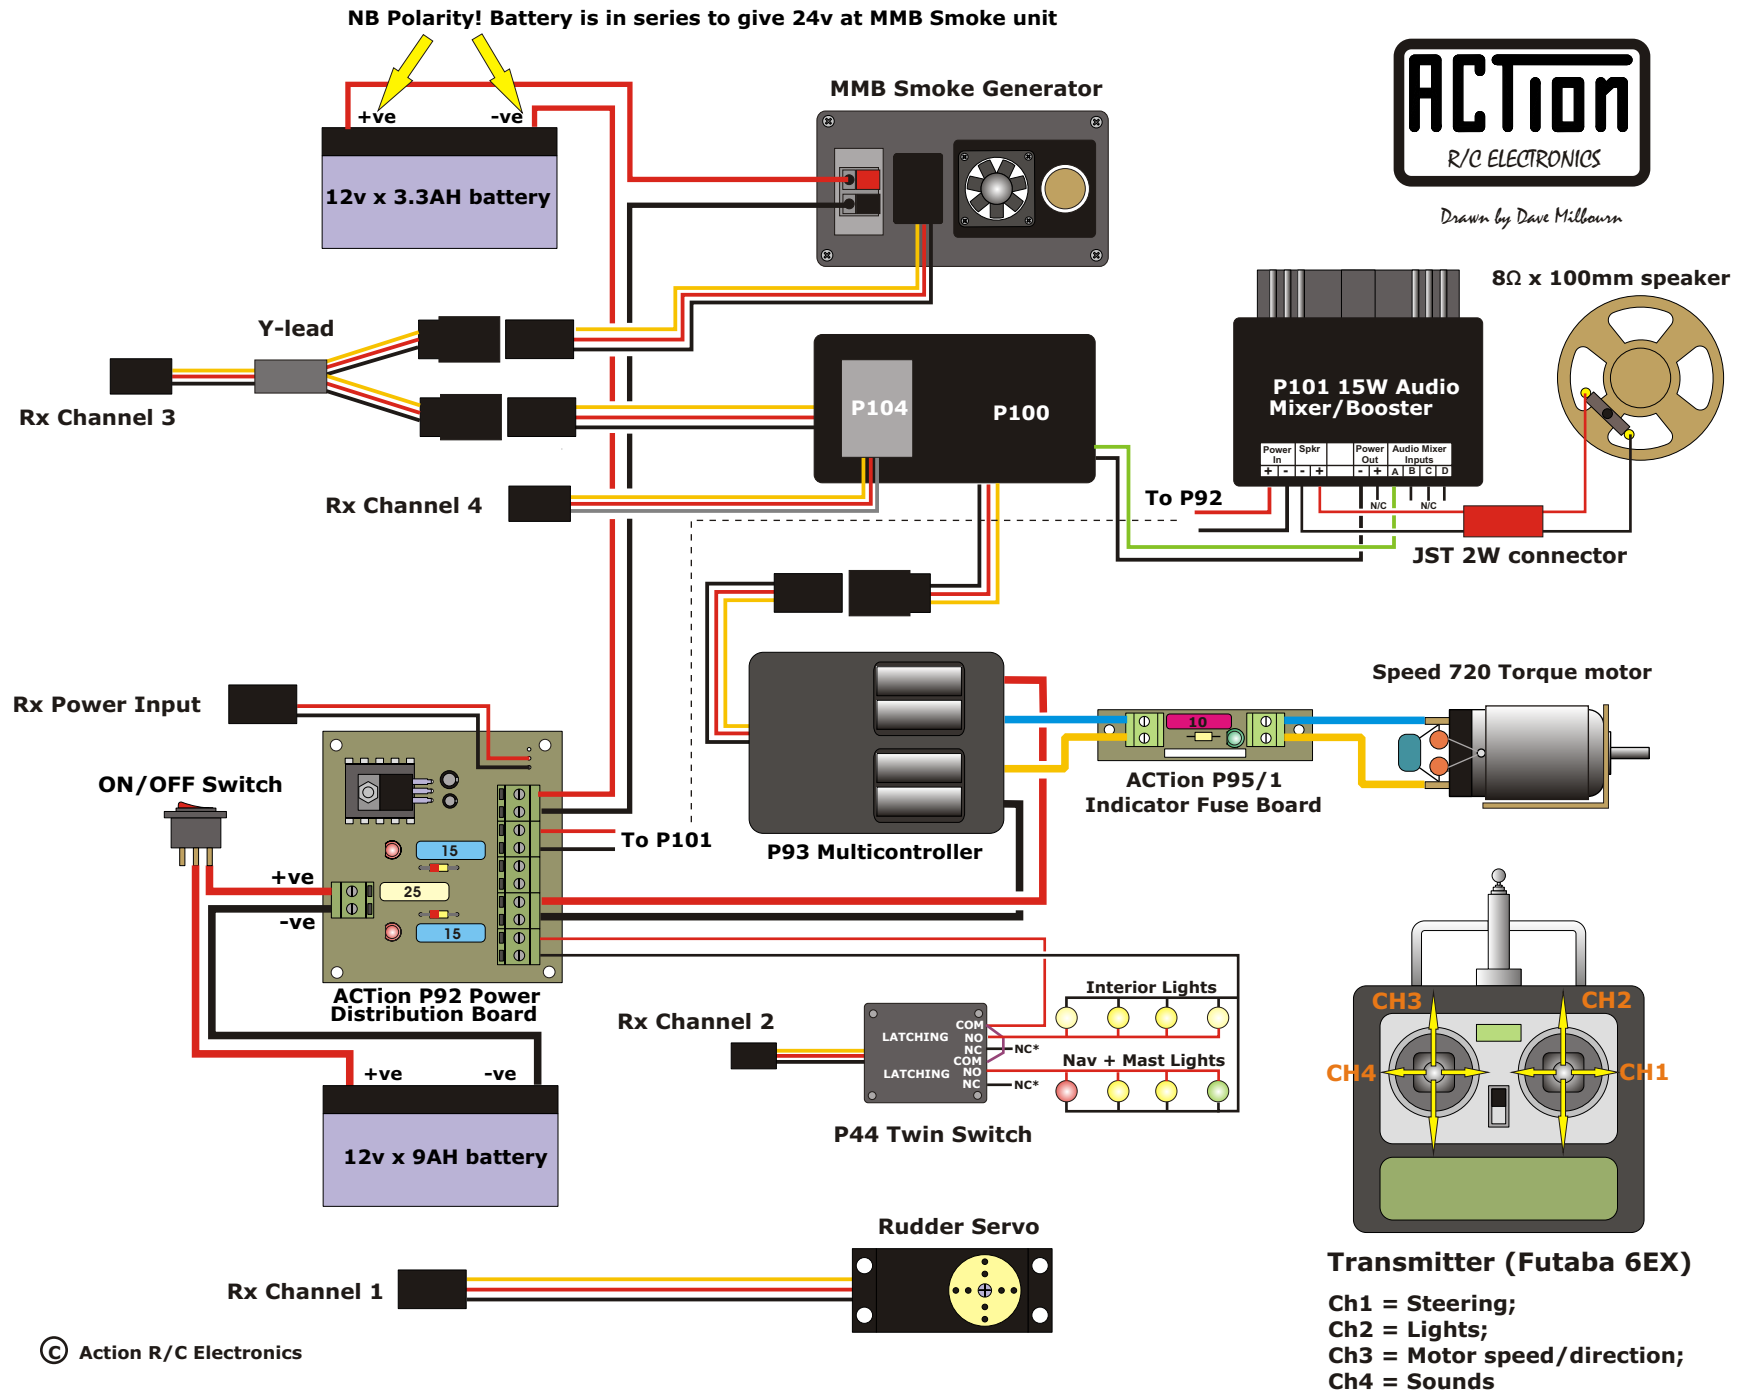 NB Polarity! Battery is in series to give 24v at MMB Smoke unit
+ve
-ve
12v x 3.3AH battery
MMB Smoke Generator
ACTion
R/C ELECTRONICS
Drawn by Dave Milbourn
8Ω x 100mm speaker
Y-lead
Rx Channel 3
P104
P100
P101 15W Audio
Mixer/Booster
Power
In
Spkr
Power
Out
Audio Mixer
Inputs
+ - - + - + A B C D
N/C
N/C
Rx Channel 4
To P92
JST 2W connector
Rx Power Input
Speed 720 Torque motor
10
ACTion P95/1
Indicator Fuse Board
ON/OFF Switch
15
To P101
P93 Multicontroller
+ve
25
-ve
15
ACTion P92 Power
Distribution Board
Rx Channel 2
LATCHING
COM
NO
NC
NC*
COM
LATCHING
NO
NC
NC*
Interior Lights
Nav + Mast Lights
P44 Twin Switch
+ve
-ve
12v x 9AH battery
CH3
CH2
CH4
CH1
Rudder Servo
Rx Channel 1
Transmitter (Futaba 6EX)
Ch1 = Steering;
Ch2 = Lights;
Ch3 = Motor speed/direction;
Ch4 = Sounds
© Action R/C Electronics